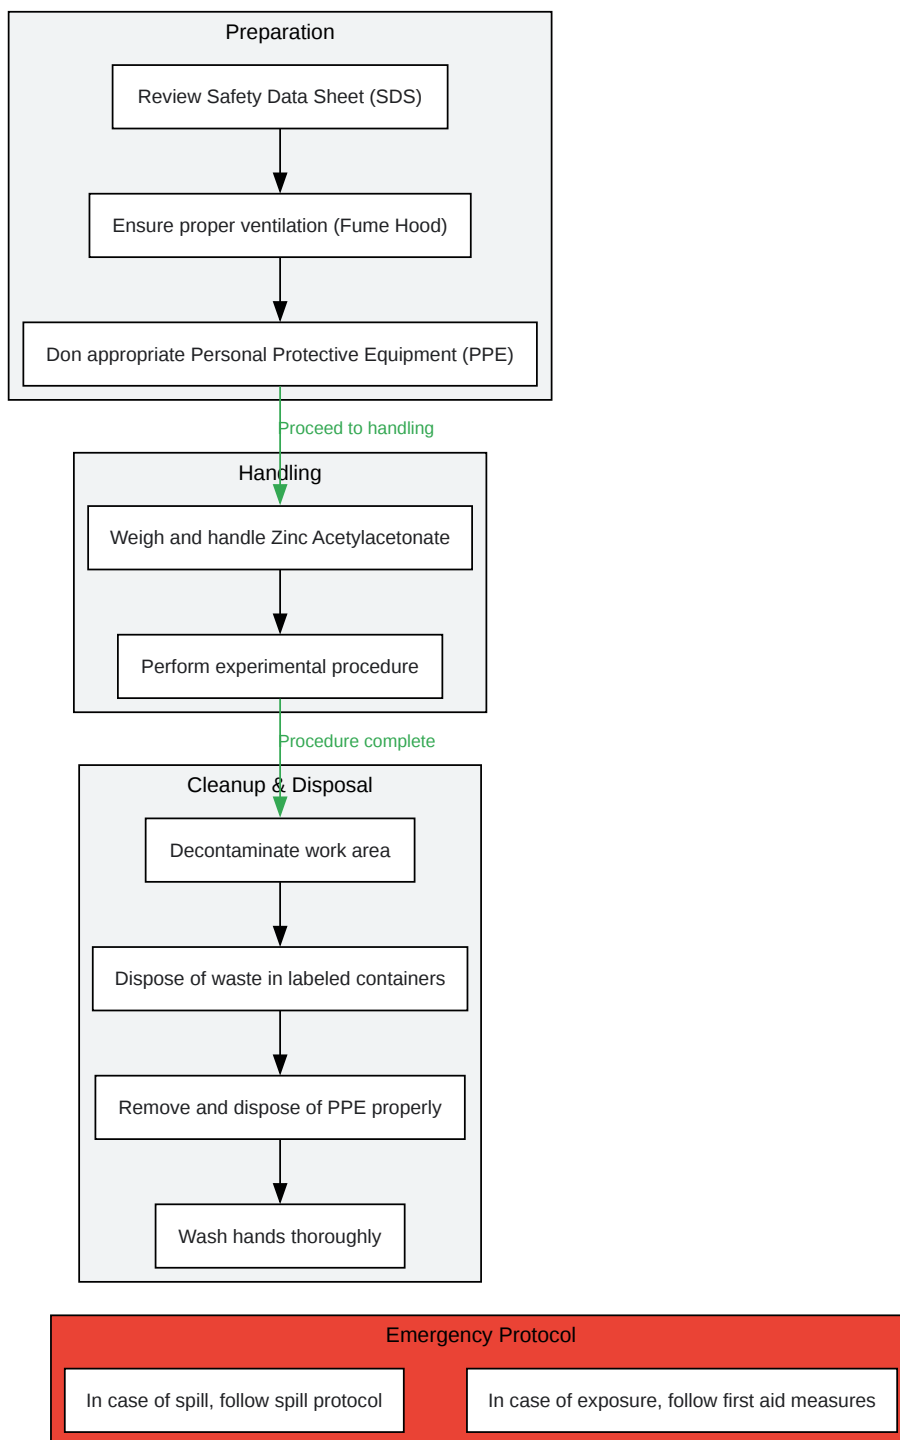 Preparation
Review Safety Data Sheet (SDS)
Ensure proper ventilation (Fume Hood)
Don appropriate Personal Protective Equipment (PPE)
Proceed to handling
Handling
Weigh and handle Zinc Acetylacetonate
Perform experimental procedure
Procedure complete
Cleanup & Disposal
Decontaminate work area
Dispose of waste in labeled containers
Remove and dispose of PPE properly
Wash hands thoroughly
Emergency Protocol
In case of spill, follow spill protocol
In case of exposure, follow first aid measures